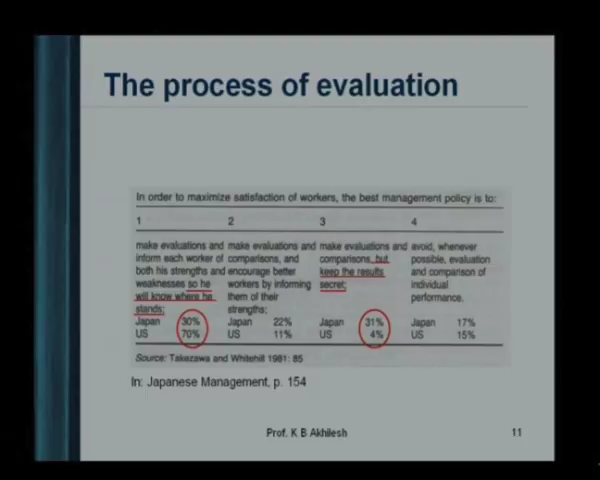 The process of evaluation
In order to maximize satisfaction of workers, the best management policy is to:
1 2 3 4
make evaluations and inform each worker of both his strengths and weaknesses so he will know where he stands;
Japan 30%
US 70%
make evaluations and comparisons, and encourage better workers by informing them of their strengths;
Japan 22%
US 11%
make evaluations and comparisons, but keep the results secret;
Japan 31%
US 4%
avoid, whenever possible, evaluation and comparison of individual performance.
Japan 17%
US 15%
Source: Takezawa and Whitehill 1981: 85
In: Japanese Management, p. 154
Prof. K B Akhilesh
11